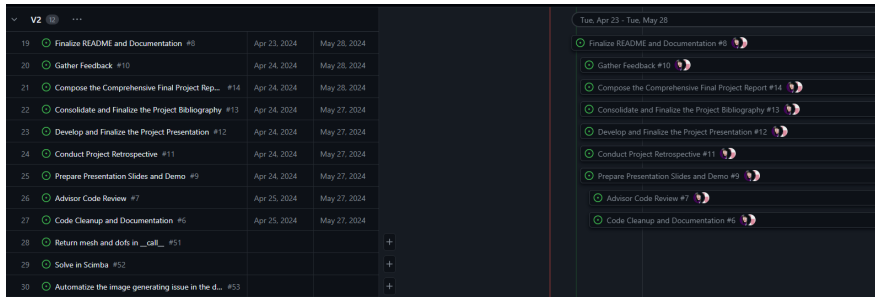 V2 12 ...
Tue, Apr 23 - Tue, May 28
19 Finalize README and Documentation #8 Apr 23, 2024 May 28, 2024 Finalize README and Documentation #8
20 Gather Feedback #10 Apr 24, 2024 May 28, 2024 Gather Feedback #10
21 Compose the Comprehensive Final Project Rep... #14 Apr 24, 2024 May 28, 2024 Compose the Comprehensive Final Project Report #14
22 Consolidate and Finalize the Project Bibliography #13 Apr 24, 2024 May 27, 2024 Consolidate and Finalize the Project Bibliography #13
23 Develop and Finalize the Project Presentation #12 Apr 24, 2024 May 27, 2024 Develop and Finalize the Project Presentation #12
24 Conduct Project Retrospective #11 Apr 24, 2024 May 27, 2024 Conduct Project Retrospective #11
25 Prepare Presentation Slides and Demo #9 Apr 24, 2024 May 27, 2024 Prepare Presentation Slides and Demo #9
26 Advisor Code Review #7 Apr 25, 2024 May 27, 2024 Advisor Code Review #7
27 Code Cleanup and Documentation #6 Apr 25, 2024 May 27, 2024 Code Cleanup and Documentation #6
28 Return mesh and dofs in __call__ #51 +
29 Solve in Scimba #52 +
30 Automatize the image generating issue in the d... #53 +